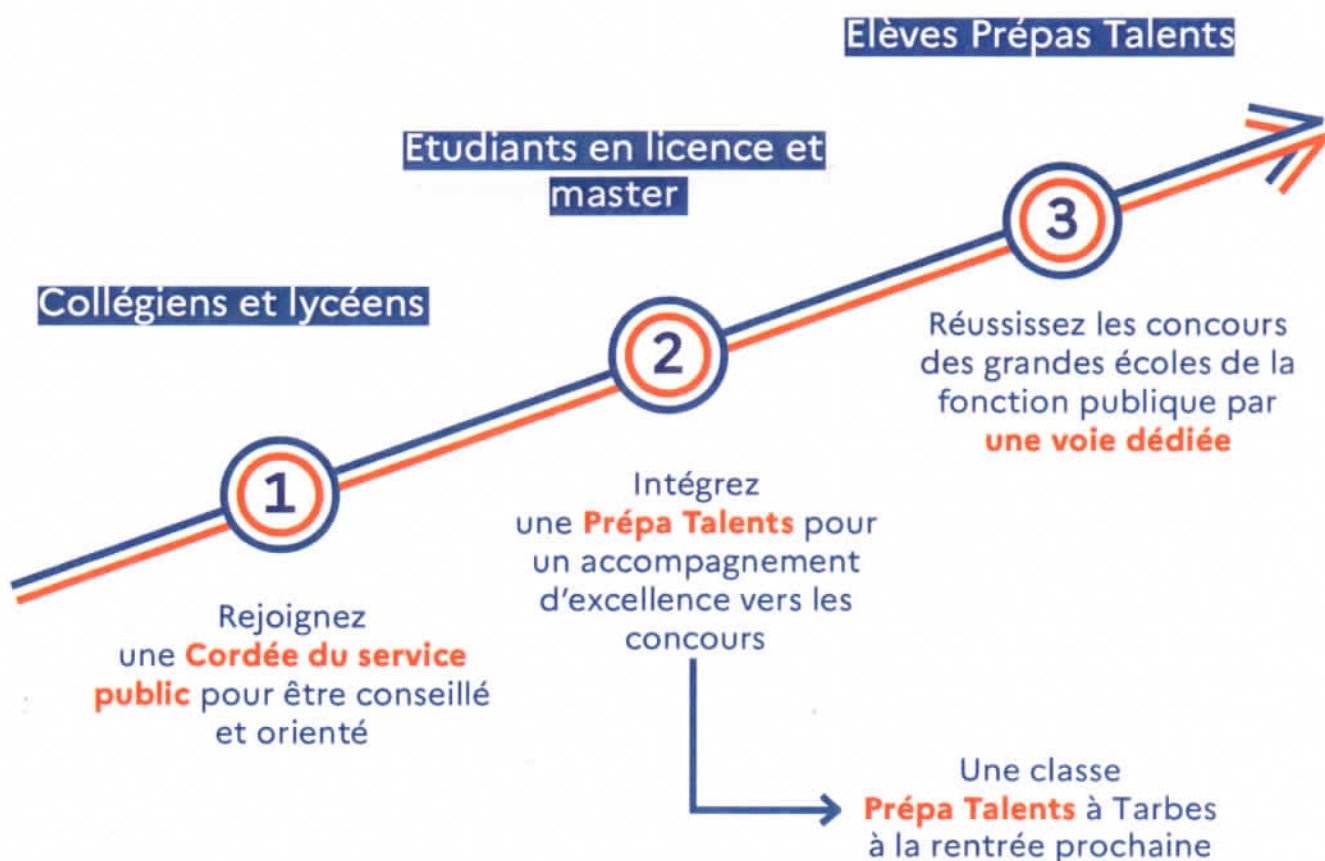 Elèves Prépas Talents
Etudiants en licence et
master
Collégiens et lycéens
3
Réussissez les concours
des grandes écoles de la
fonction publique par
une voie dédiée
2
Intégrez
une Prépa Talents pour
un accompagnement
d'excellence vers les
concours
1
Rejoignez
une Cordée du service
public pour être conseillé
et orienté
Une classe
Prépa Talents à Tarbes
à la rentrée prochaine